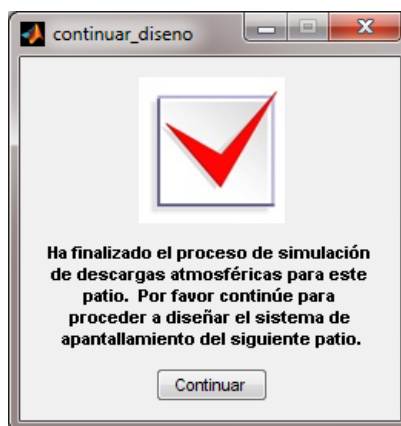 continuar_diseno
Ha finalizado el proceso de simulación
de descargas atmosféricas para este
patio. Por favor continúe para
proceder a diseñar el sistema de
apantallamiento del siguiente patio.
Continuar